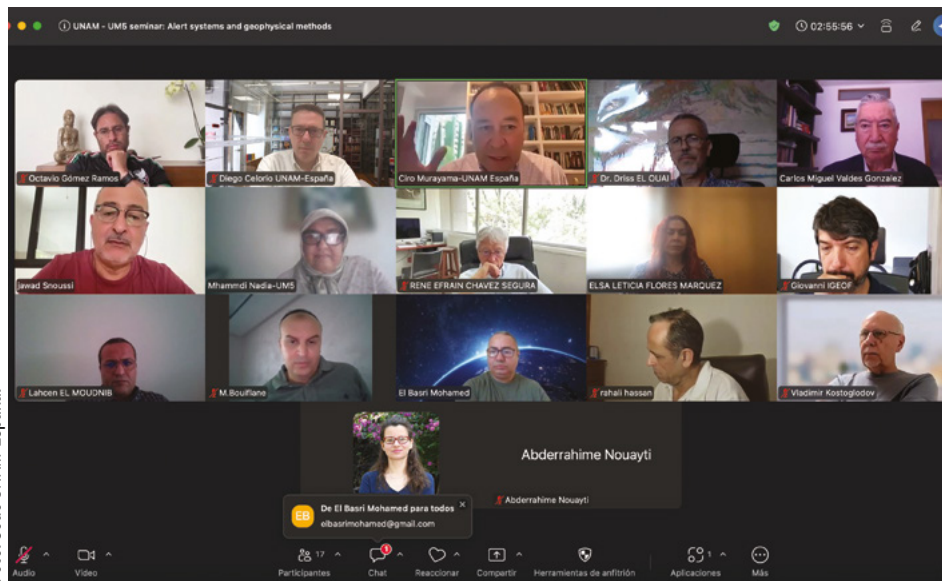 UNAM - UM5 seminar: Alert systems and geophysical methods
02:55:56
Octavio Gómez Ramos
Diego Celorio UNAM-España
Ciro Murayama-UNAM España
Dr. Driss EL OUAI
Carlos Miguel Valdes Gonzalez
jawad Snoussi
Mhammdi Nadia-UM5
RENE EFRAIN CHAVEZ SEGURA
ELSA LETICIA FLORES MARQUEZ
Giovanni IGEOF
Lahcen EL MOUDNIB
M.Bouiflane
El Basri Mohamed
rahali hassan
Vladimir Kostoglodov
Abderrahime Nouayti
Abderrahime Nouayti
EB
De El Basri Mohamed para todos
elbasrimohamed@gmail.com
Audio
Video
17
Participantes
1
Chat
Reaccionar
Compartir
Herramientas de anfitrión
1
Aplicaciones
Más